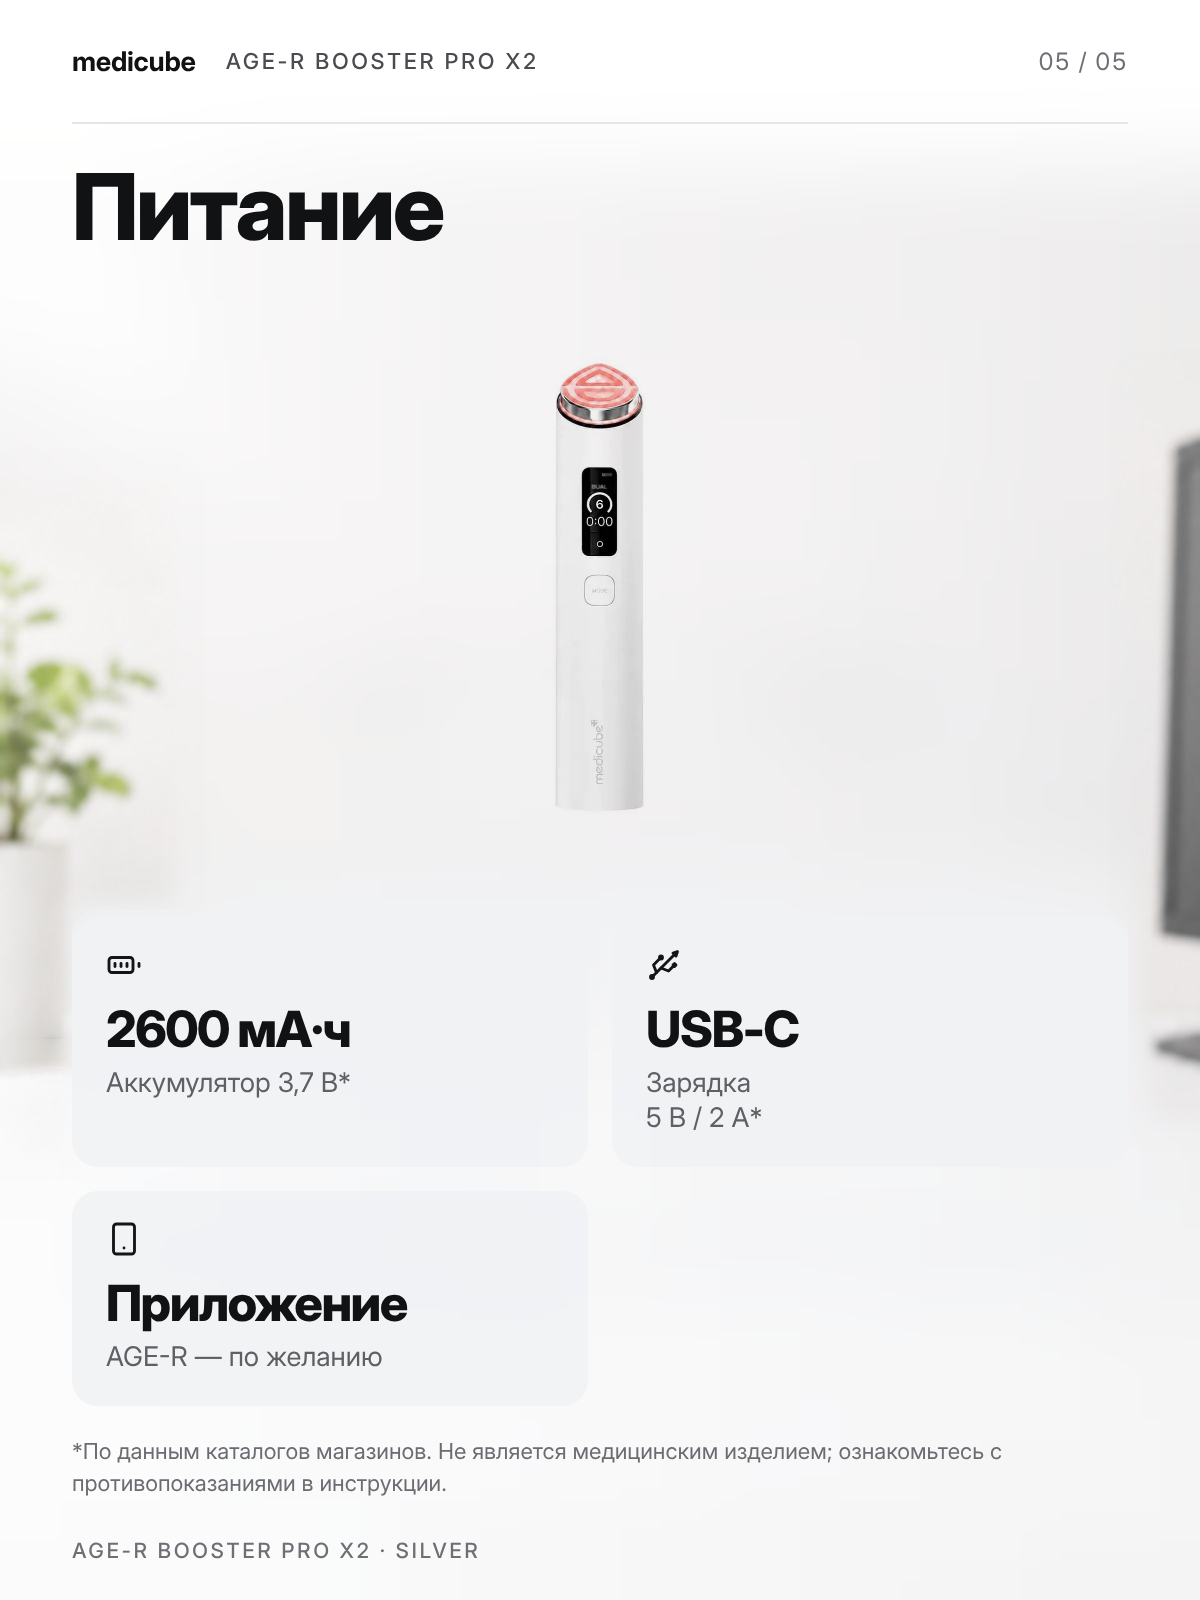 medicube AGE-R BOOSTER PRO X2 05 / 05
Питание
DUAL
6
0:00
MODE
medicube
2600 мА·ч
Аккумулятор 3,7 В*
USB-C
Зарядка
5 В / 2 А*
Приложение
AGE-R — по желанию
*По данным каталогов магазинов. Не является медицинским изделием; ознакомьтесь с
противопоказаниями в инструкции.
AGE-R BOOSTER PRO X2 · SILVER